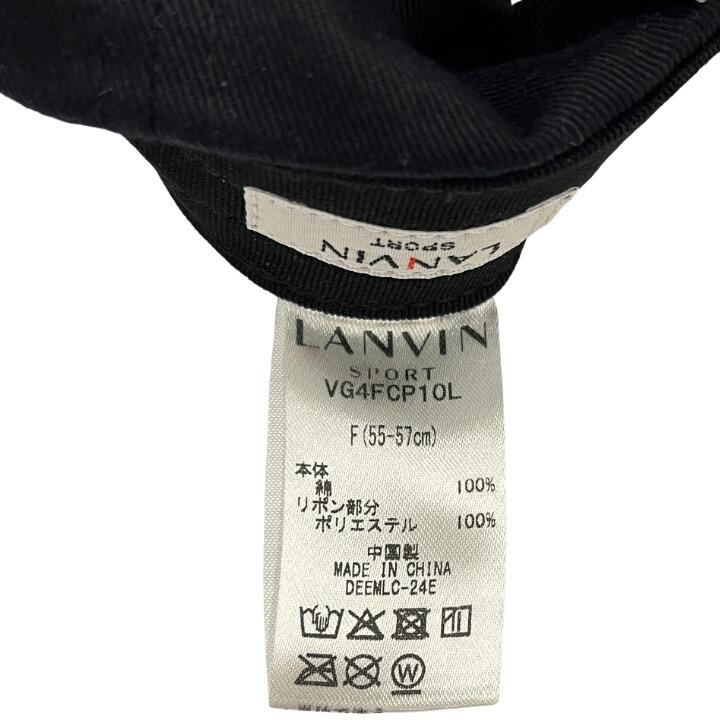 LANVIN
SPORT
LANVIN
SPORT
VG4FCP10L
F(55-57cm)
本体
綿 100%
リボン部分
ポリエステル 100%
中国製
MADE IN CHINA
DEEMLC-24E
W